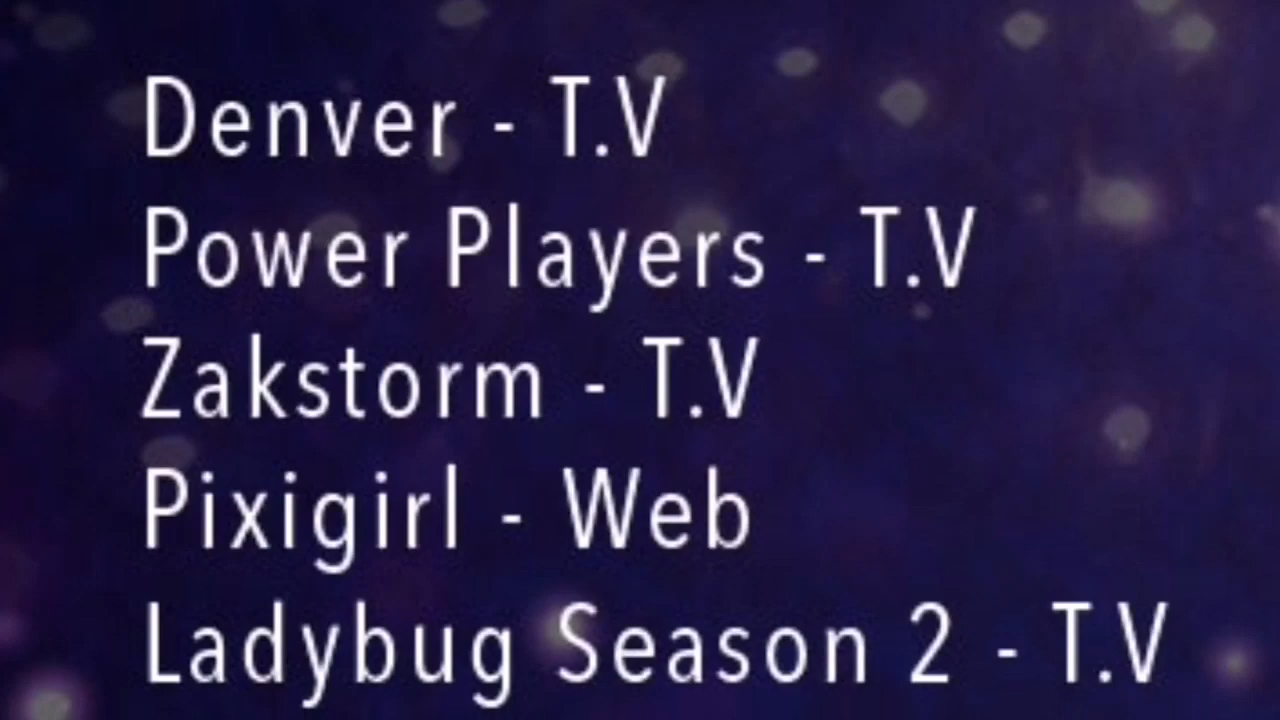 Denver - T.V
Power Players - T.V
Zakstorm - T.V
Pixigirl - Web
Ladybug Season 2 - T.V